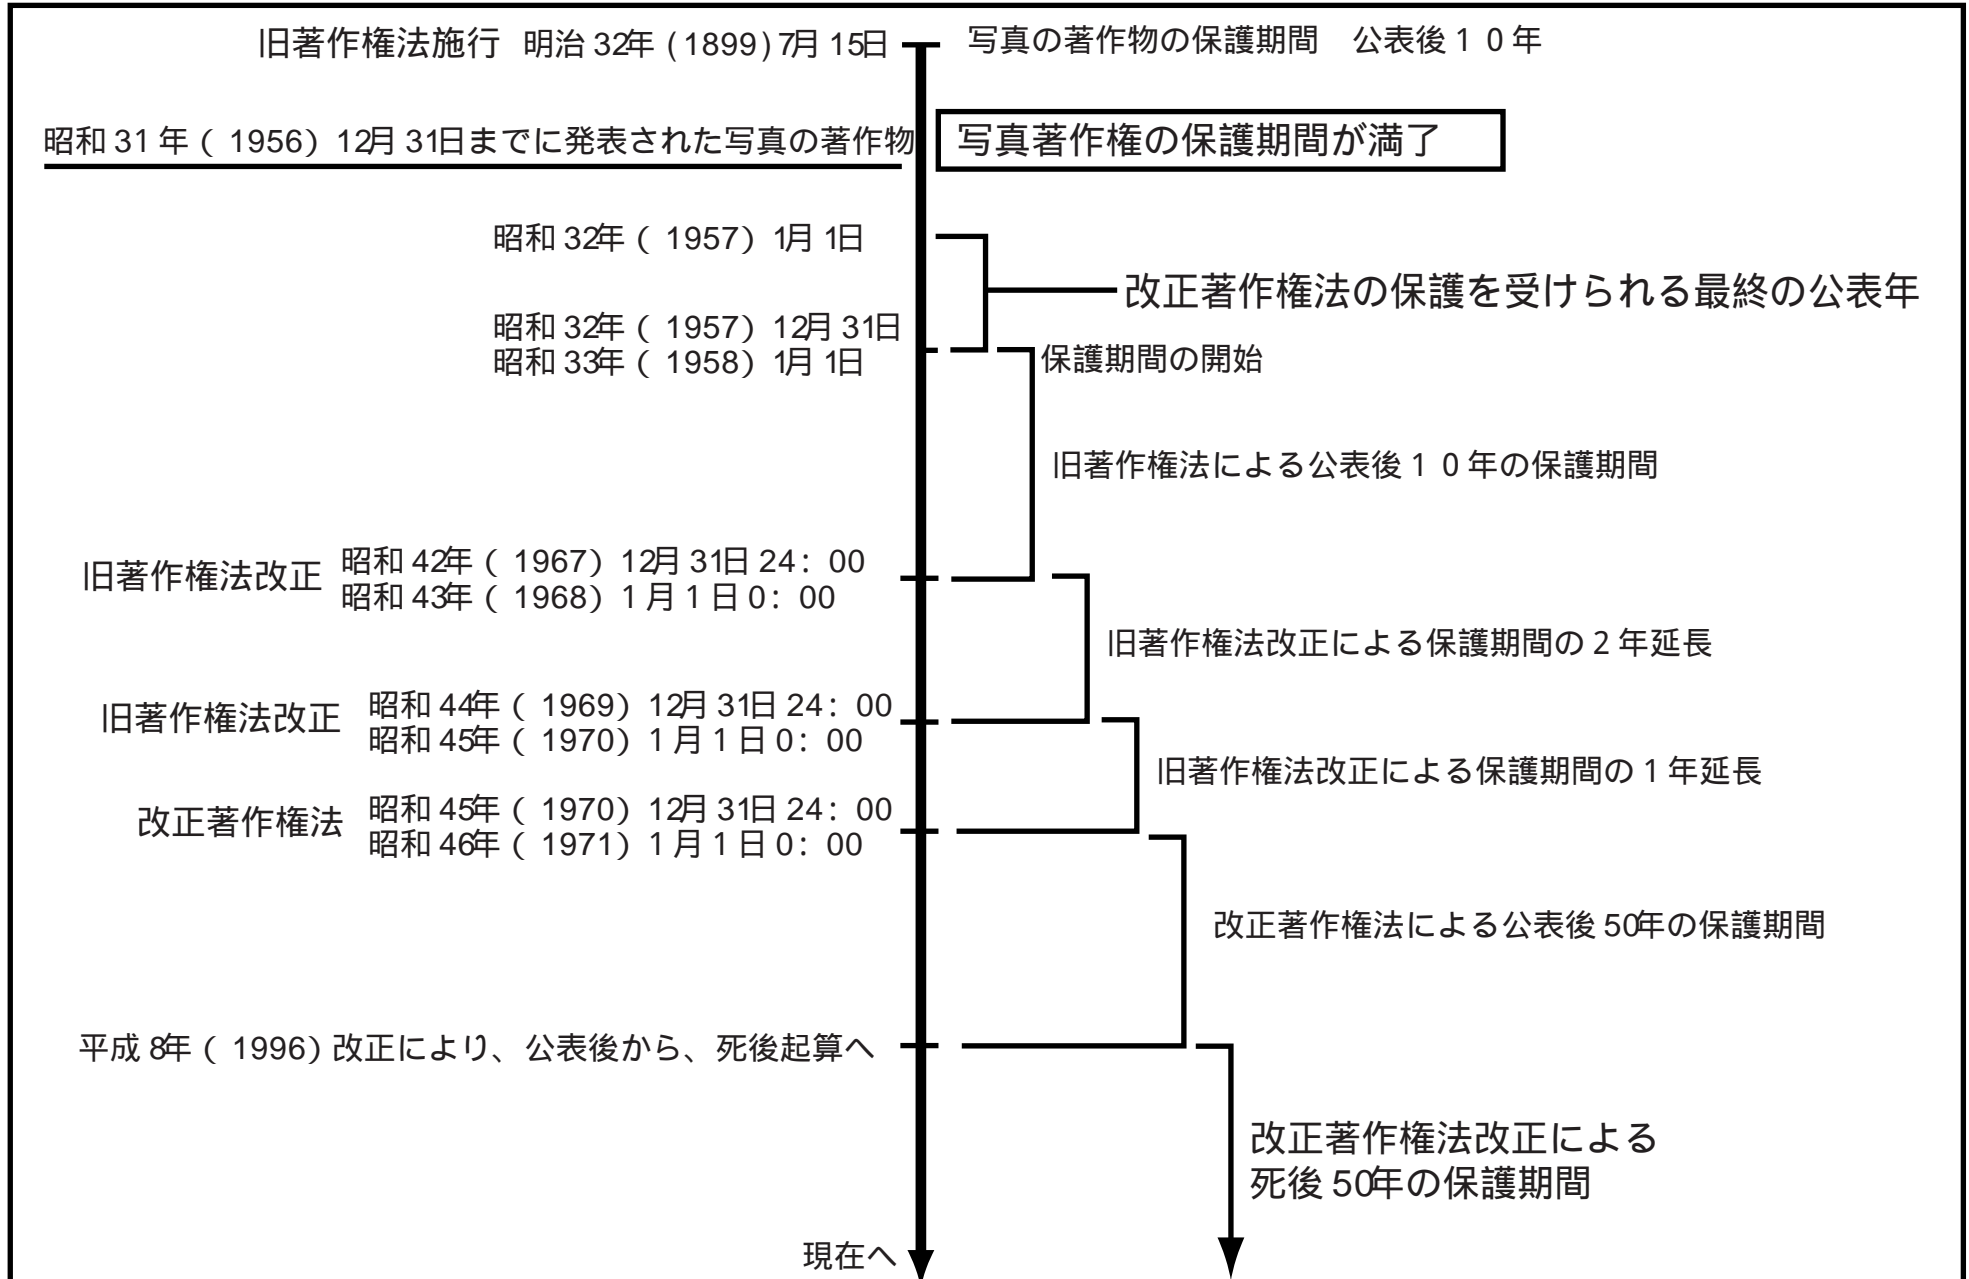 旧著作権法施行 明治 32年 (1899) 7月 15日
写真の著作物の保護期間 公表後１０年
昭和 31 年 ( 1956) 12月 31日までに発表された写真の著作物
写真著作権の保護期間が満了
昭和 32年 ( 1957) 1月 1日
改正著作権法の保護を受けられる最終の公表年
昭和 32年 ( 1957) 12月 31日
昭和 33年 ( 1958) 1月 1日
保護期間の開始
旧著作権法による公表後１０年の保護期間
旧著作権法改正
昭和 42年 ( 1967) 12月 31日 24：00
昭和 43年 ( 1968) 1 月 1 日 0：00
旧著作権法改正による保護期間の 2 年延長
旧著作権法改正
昭和 44年 ( 1969) 12月 31日 24：00
昭和 45年 ( 1970) 1 月 1 日 0：00
旧著作権法改正による保護期間の 1 年延長
改正著作権法
昭和 45年 ( 1970) 12月 31日 24：00
昭和 46年 ( 1971) 1 月 1 日 0：00
改正著作権法による公表後 50年の保護期間
平成 8年 ( 1996) 改正により、公表後から、死後起算へ
改正著作権法改正による
死後 50年の保護期間
現在へ